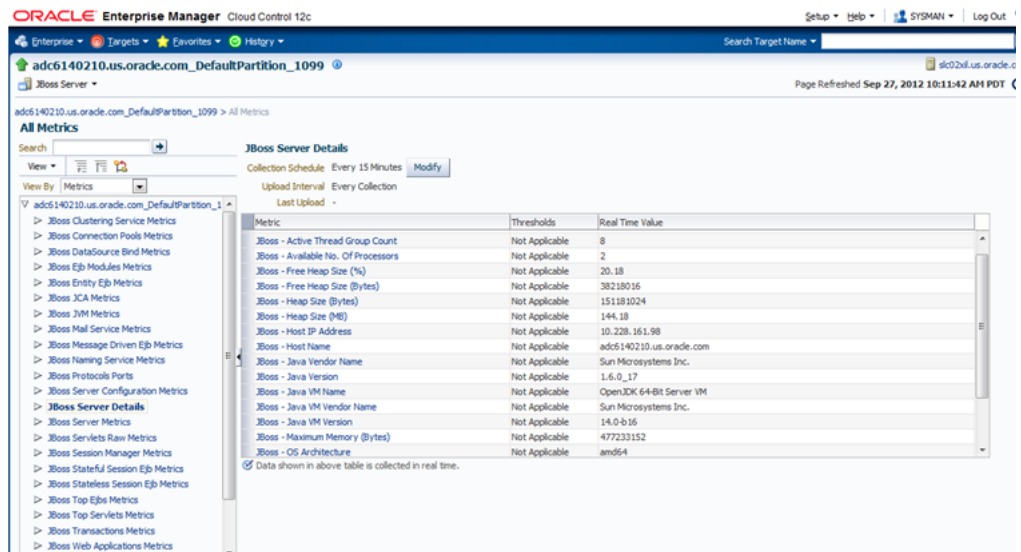 ORACLE Enterprise Manager Cloud Control 12c
Setup Help SYSMAN Log Out
Enterprise Targets Favorites History
Search Target Name
adc6140210.us.oracle.com_DefaultPartition_1099
slc02xil.us.oracle.c
JBoss Server
Page Refreshed Sep 27, 2012 10:11:42 AM PDT
adc6140210.us.oracle.com_DefaultPartition_1099 > All Metrics
All Metrics
Search
View
View By Metrics
adc6140210.us.oracle.com_DefaultPartition_1
JBoss Clustering Service Metrics
JBoss Connection Pools Metrics
JBoss DataSource Bind Metrics
JBoss Ejb Modules Metrics
JBoss Entity Ejb Metrics
JBoss JCA Metrics
JBoss JVM Metrics
JBoss Mail Service Metrics
JBoss Message Driven Ejb Metrics
JBoss Naming Service Metrics
JBoss Protocols Ports
JBoss Server Configuration Metrics
JBoss Server Details
JBoss Server Metrics
JBoss Servlets Raw Metrics
JBoss Session Manager Metrics
JBoss Stateful Session Ejb Metrics
JBoss Stateless Session Ejb Metrics
JBoss Top Ejbs Metrics
JBoss Top Servlets Metrics
JBoss Transactions Metrics
JBoss Web Applications Metrics
JBoss Server Details
Collection Schedule Every 15 Minutes Modify
Upload Interval Every Collection
Last Upload -
Metric Thresholds Real Time Value
JBoss - Active Thread Group Count Not Applicable 8
JBoss - Available No. Of Processors Not Applicable 2
JBoss - Free Heap Size (%) Not Applicable 20.18
JBoss - Free Heap Size (Bytes) Not Applicable 38218016
JBoss - Heap Size (Bytes) Not Applicable 151181024
JBoss - Heap Size (MB) Not Applicable 144.18
JBoss - Host IP Address Not Applicable 10.228.161.98
JBoss - Host Name Not Applicable adc6140210.us.oracle.com
JBoss - Java Vendor Name Not Applicable Sun Microsystems Inc.
JBoss - Java Version Not Applicable 1.6.0_17
JBoss - Java VM Name Not Applicable OpenJDK 64-Bit Server VM
JBoss - Java VM Vendor Name Not Applicable Sun Microsystems Inc.
JBoss - Java VM Version Not Applicable 14.0-b16
JBoss - Maximum Memory (Bytes) Not Applicable 477233152
JBoss - OS Architecture Not Applicable amd64
Data shown in above table is collected in real time.